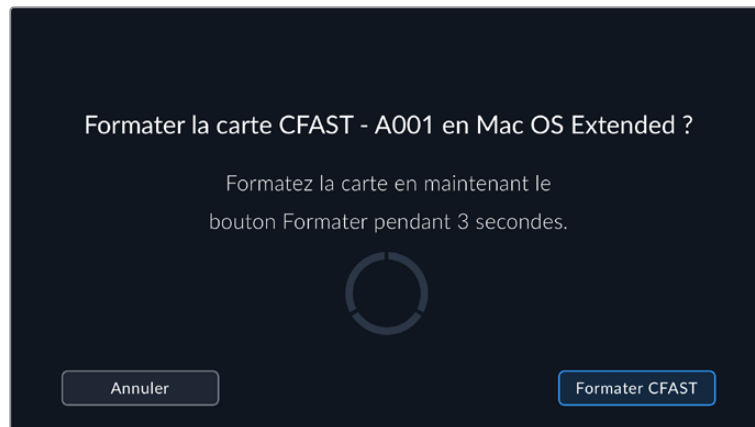 Formater la carte CFAST - A001 en Mac OS Extended ?
Formatez la carte en maintenant le
bouton Formater pendant 3 secondes.
Annuler
Formater CFAST